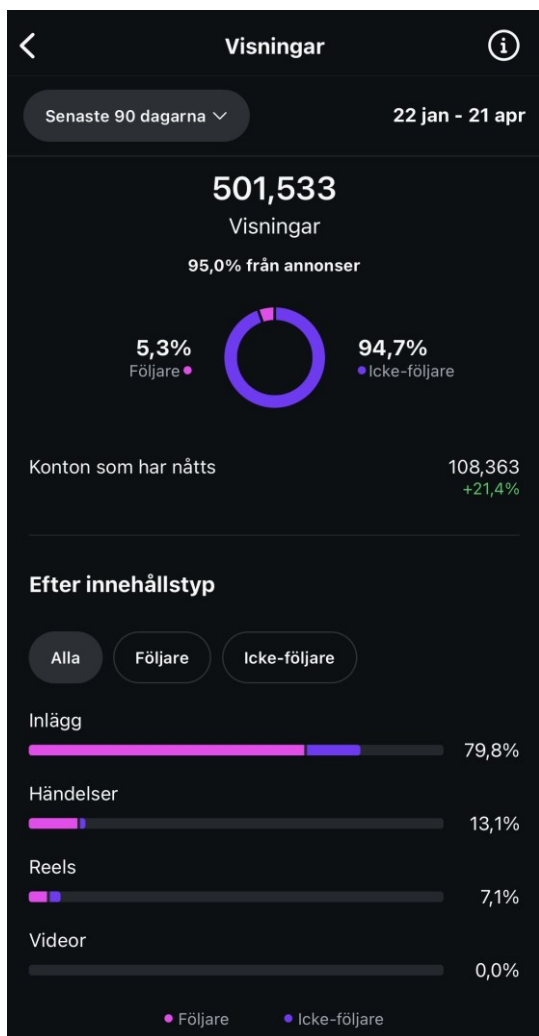 Visningar
Senaste 90 dagarna
22 jan - 21 apr
501,533
Visningar
95,0% från annonser
5,3%
Följare
94,7%
Icke-följare
Konton som har nåtts
108,363
+21,4%
Efter innehållstyp
Alla
Följare
Icke-följare
Inlägg
79,8%
Händelser
13,1%
Reels
7,1%
Videor
0,0%
Följare
Icke-följare